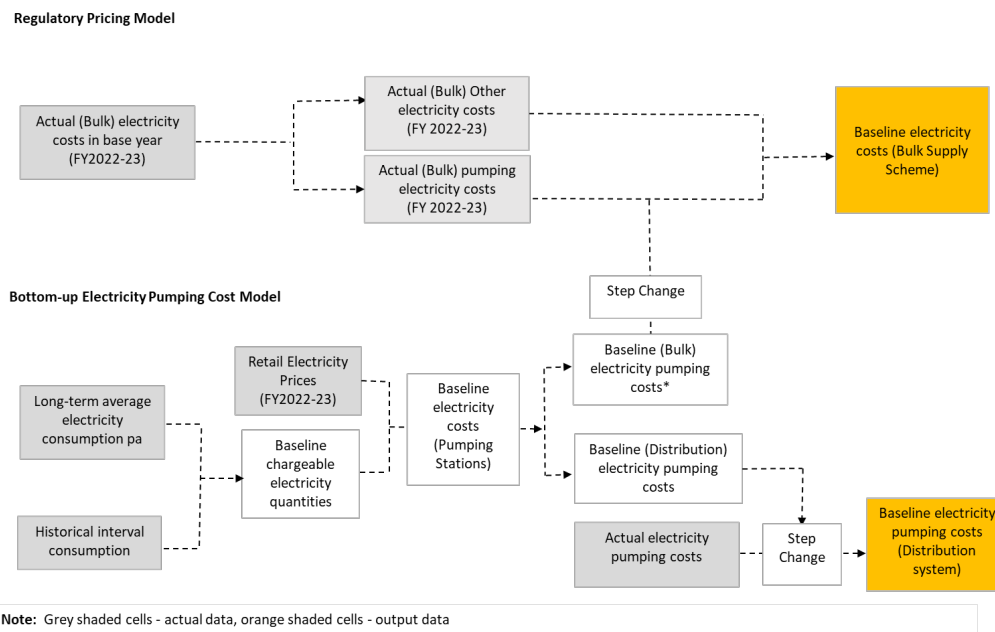 Regulatory Pricing Model
Actual (Bulk) electricity
costs in base year
(FY2022-23)
Actual (Bulk) Other
electricity costs
(FY 2022-23)
Actual (Bulk) pumping
electricity costs
(FY 2022-23)
Baseline electricity
costs (Bulk Supply
Scheme)
Step Change
Bottom-up Electricity Pumping Cost Model
Long-term average
electricity
consumption pa
Historical interval
consumption
Retail Electricity
Prices
(FY2022-23)
Baseline
chargeable
electricity
quantities
Baseline
electricity
costs
(Pumping
Stations)
Baseline (Bulk)
electricity pumping
costs*
Baseline (Distribution)
electricity pumping
costs
Actual electricity
pumping costs
Step
Change
Baseline electricity
pumping costs
(Distribution
system)
Note: Grey shaded cells - actual data, orange shaded cells - output data